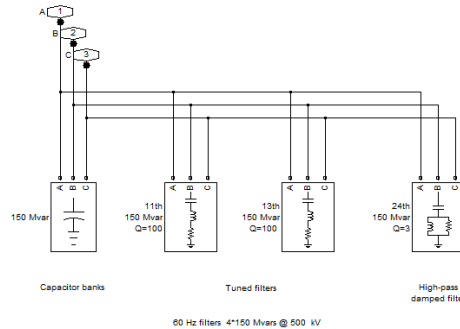 A 1
B 2
C 3
A B C
A B C
A B C
A B C
150 Mvar
11th
150 Mvar
Q=100
13th
150 Mvar
Q=100
24th
150 Mvar
Q=3
Capacitor banks
Tuned filters
High-pass
damped filte
60 Hz filters 4*150 Mvars @ 500 kV